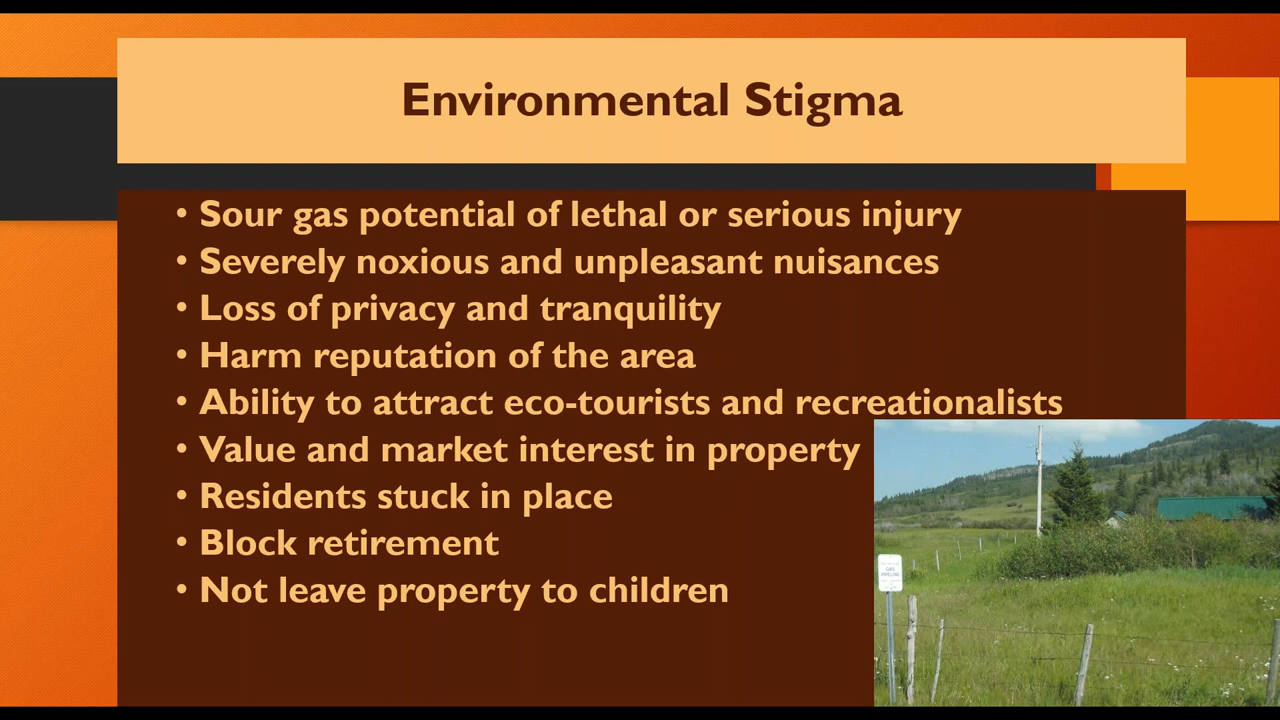 Environmental Stigma
• Sour gas potential of lethal or serious injury
• Severely noxious and unpleasant nuisances
• Loss of privacy and tranquility
• Harm reputation of the area
• Ability to attract eco-tourists and recreationalists
• Value and market interest in property
• Residents stuck in place
• Block retirement
• Not leave property to children
GAS
PIPELINE